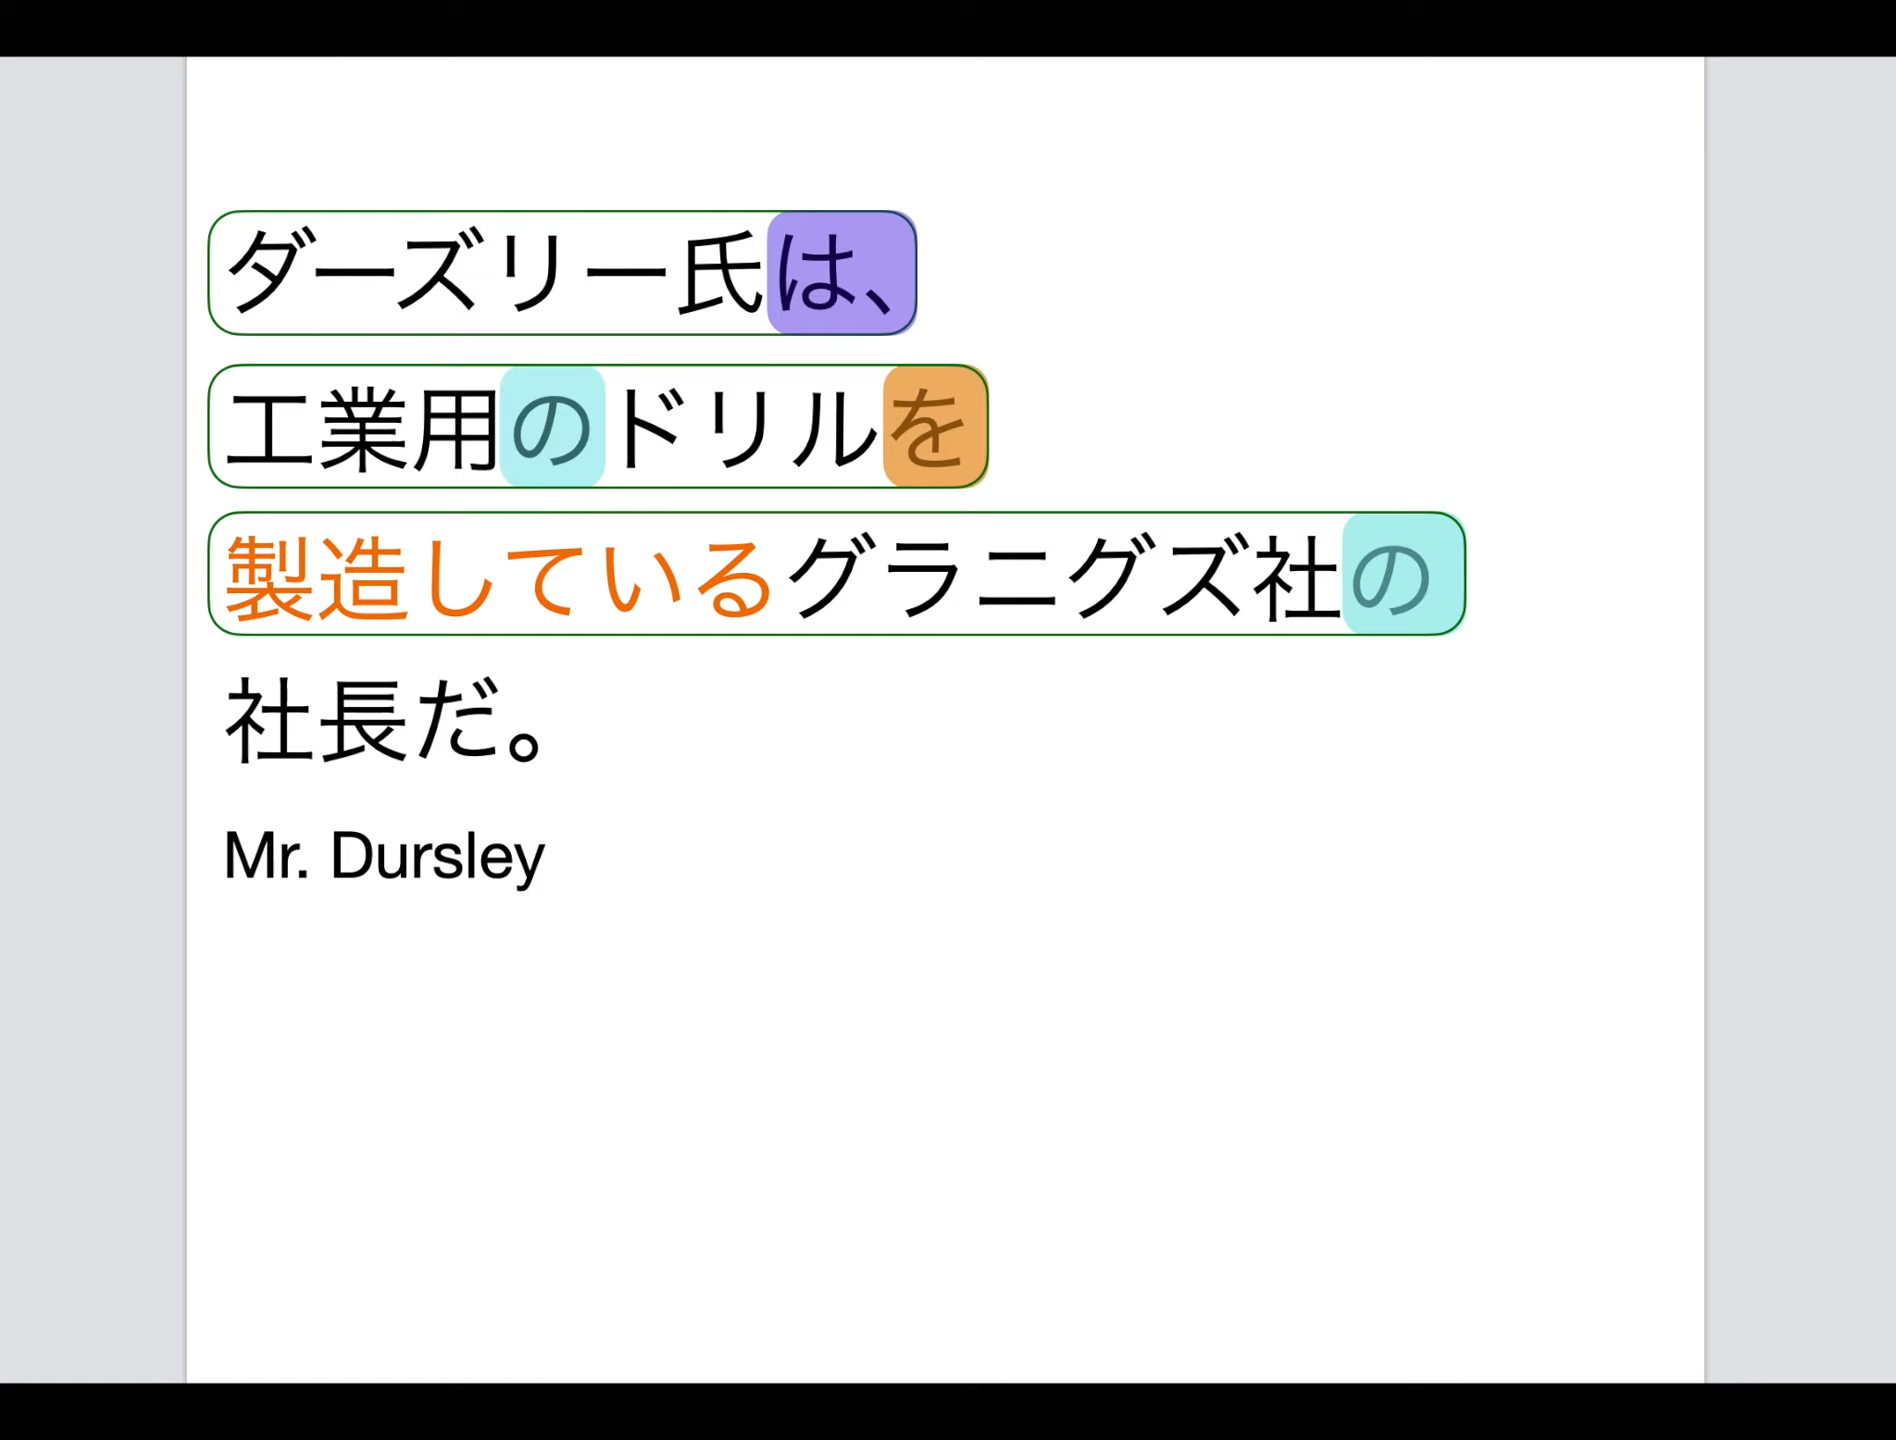 ダーズリー氏は、
工業用のドリルを
製造しているグラニグズ社の
社長だ。
Mr. Dursley